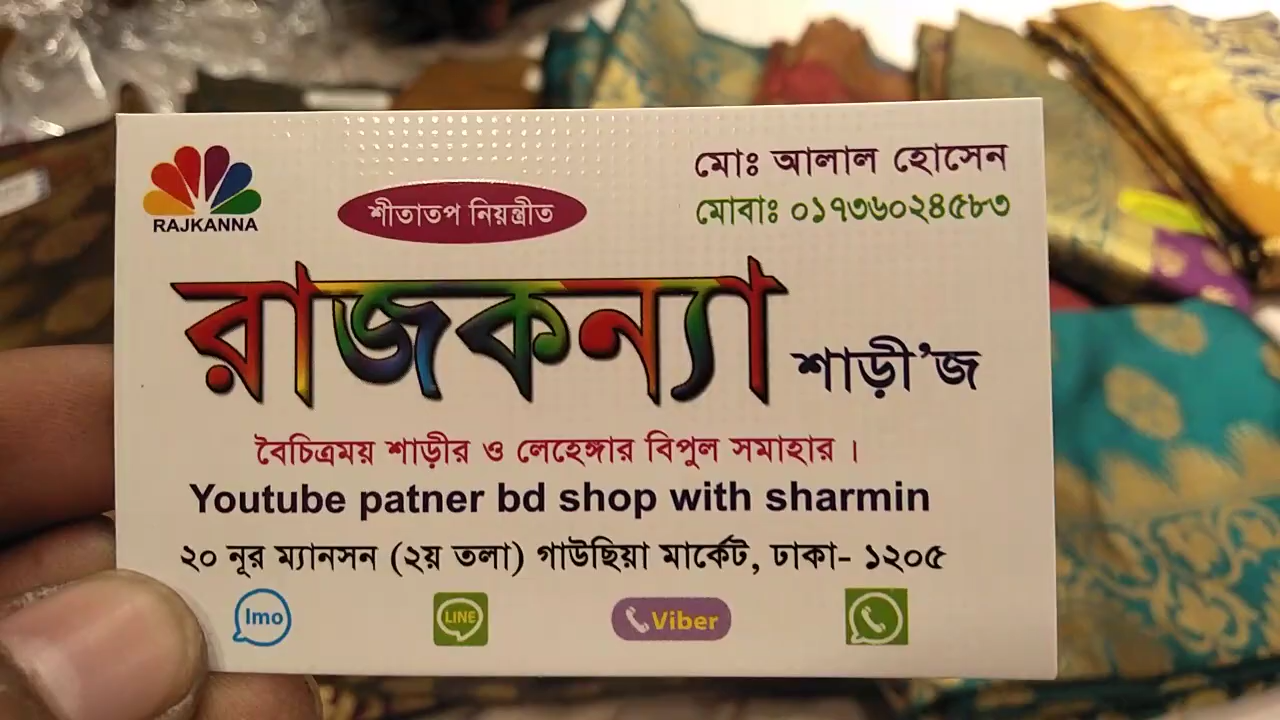 RAJKANNA
শীতাতপ নিয়ন্ত্রীত
মোঃ আলাল হোসেন
মোবাঃ ০১৭৩৬০২৪৫৮৩
রাজকন্যা শাড়ী'জ
বৈচিত্রময় শাড়ীর ও লেহেঙ্গার বিপুল সমাহার।
Youtube patner bd shop with sharmin
২০ নূর ম্যানসন (২য় তলা) গাউছিয়া মার্কেট, ঢাকা- ১২০৫
Imo LINE Viber